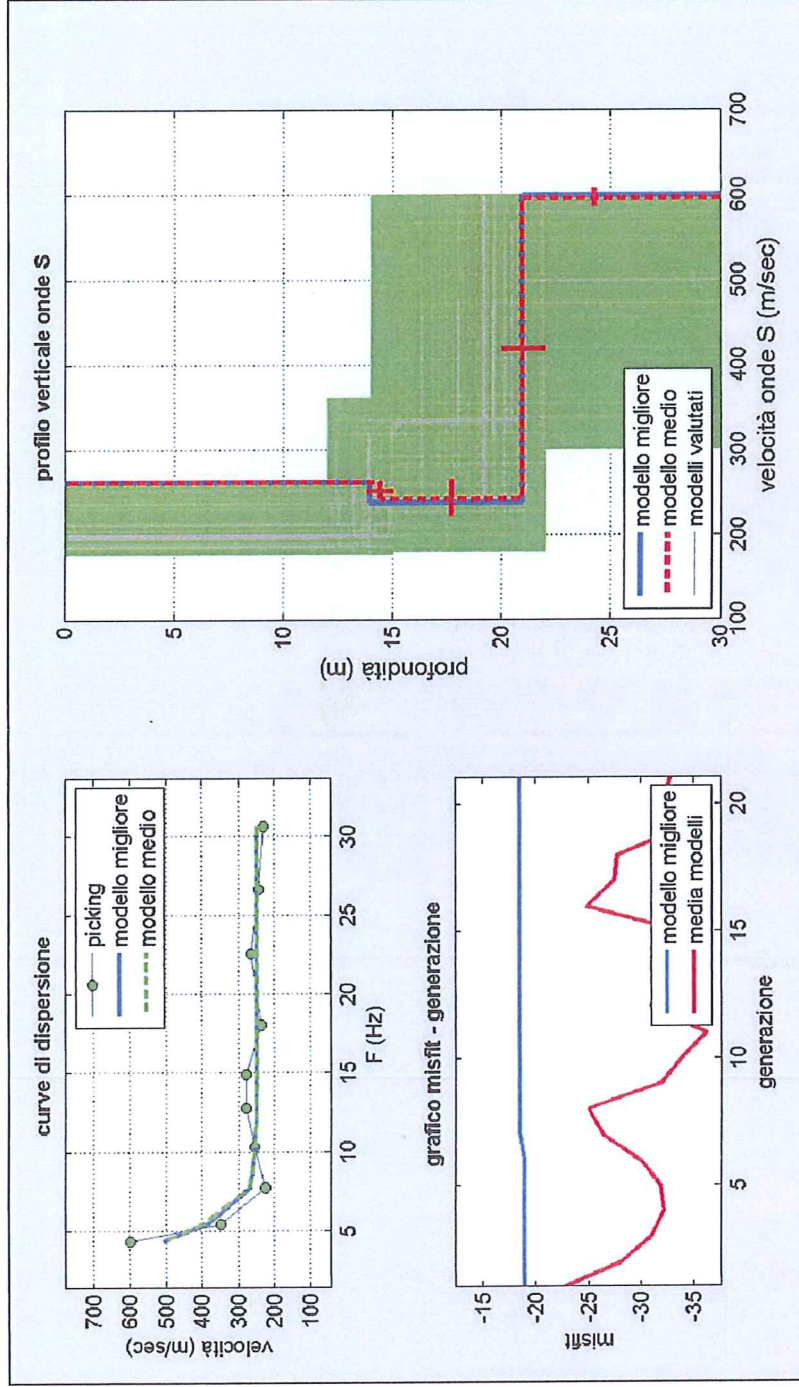 curve di dispersione
700
600
500
400
300
200
100
velocità (m/sec)
picking
modello migliore
modello medio
5
10
15
20
25
30
F (Hz)
grafico misfit - generazione
-15
-20
-25
-30
-35
misfit
modello migliore
media modelli
5
10
15
20
generazione
profilo verticale onde S
0
5
10
15
20
25
30
profondità (m)
modello migliore
modello medio
modelli valutati
100
200
300
400
500
600
700
velocità onde S (m/sec)